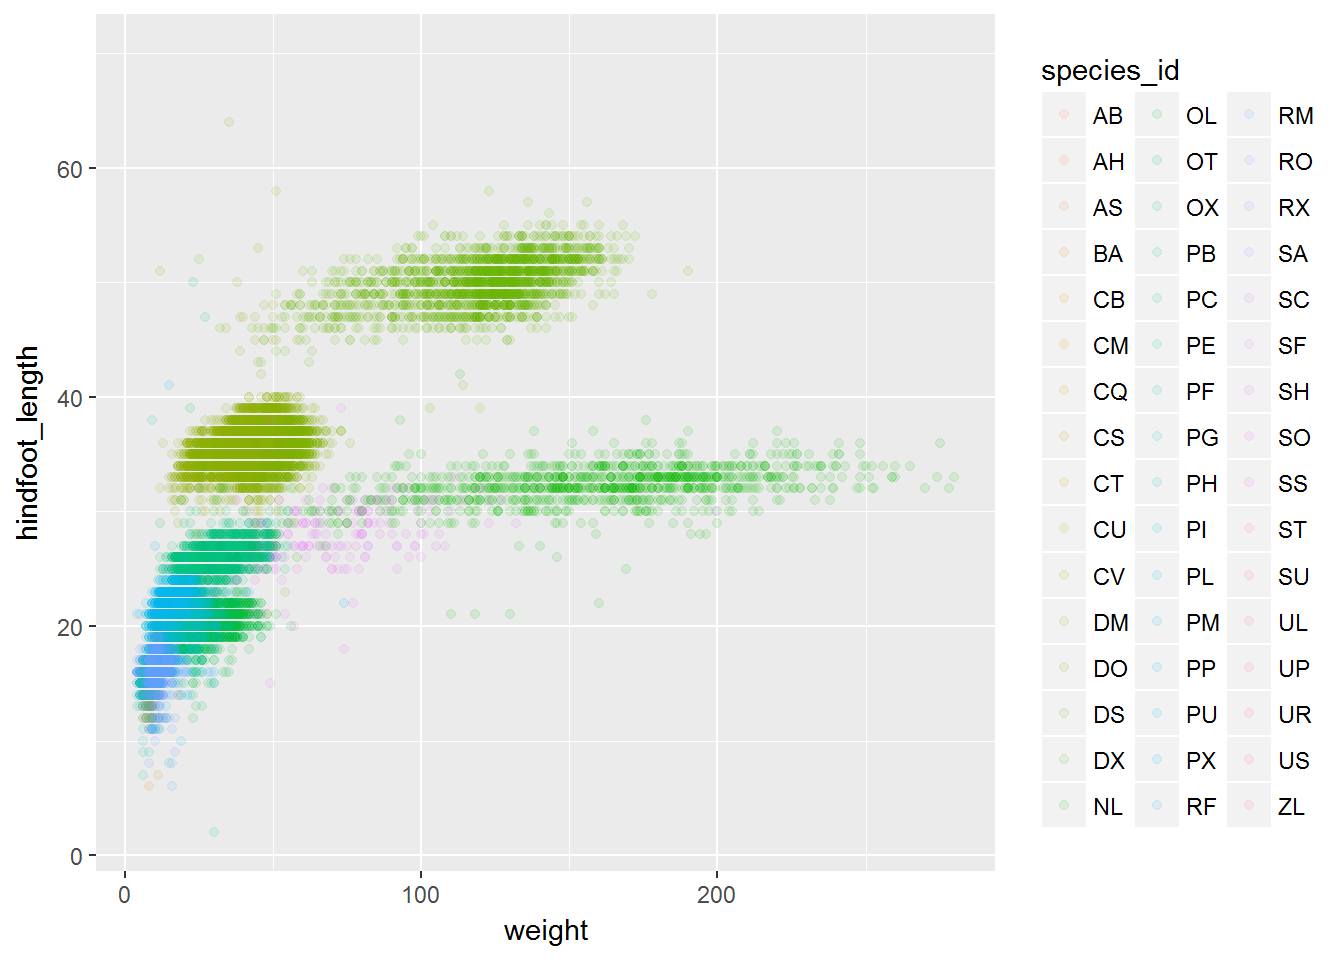 species_id
AB OL RM
AH OT RO
AS OX RX
BA PB SA
CB PC SC
CM PE SF
CQ PF SH
CS PG SO
CT PH SS
CU PI ST
CV PL SU
DM PM UL
DO PP UP
DS PU UR
DX PX US
NL RF ZL
hindfoot_length
60
40
20
0
0 100 200
weight